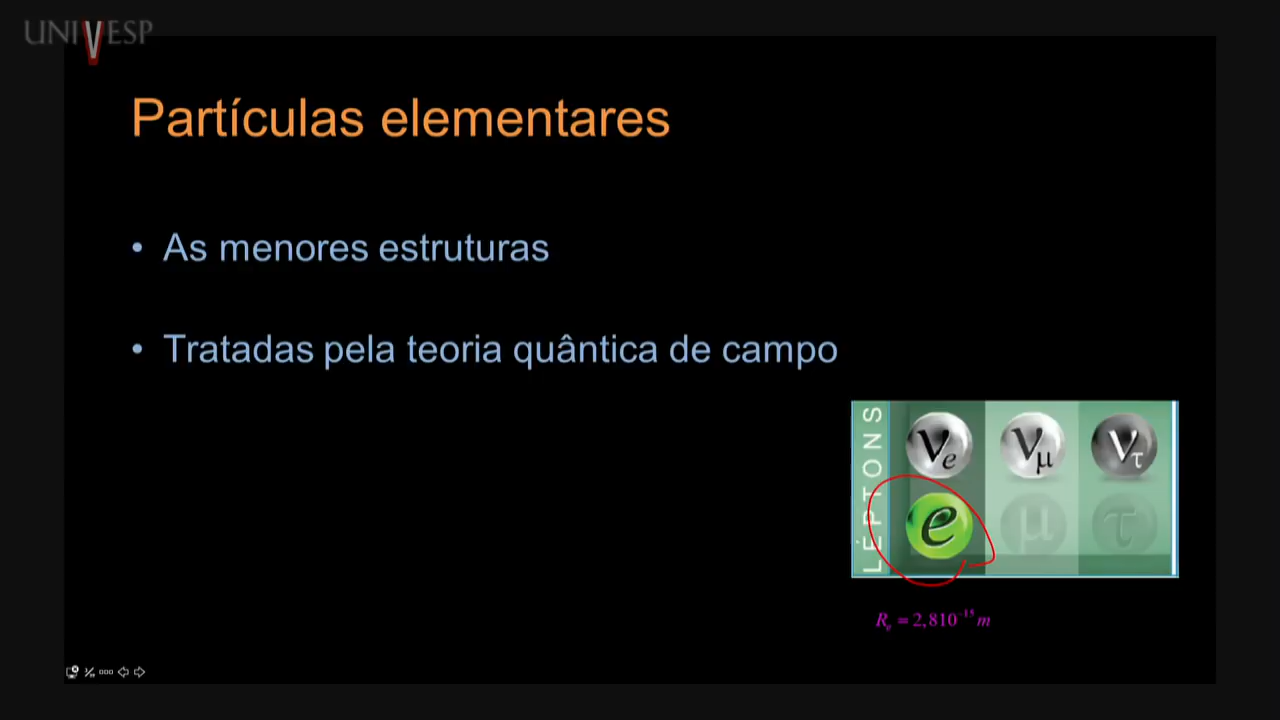 UNIVESP
Partículas elementares
• As menores estruturas
• Tratadas pela teoria quântica de campo
LÉPTONS
νe νμ ντ
e μ τ
Re = 2,810⁻¹⁵ m